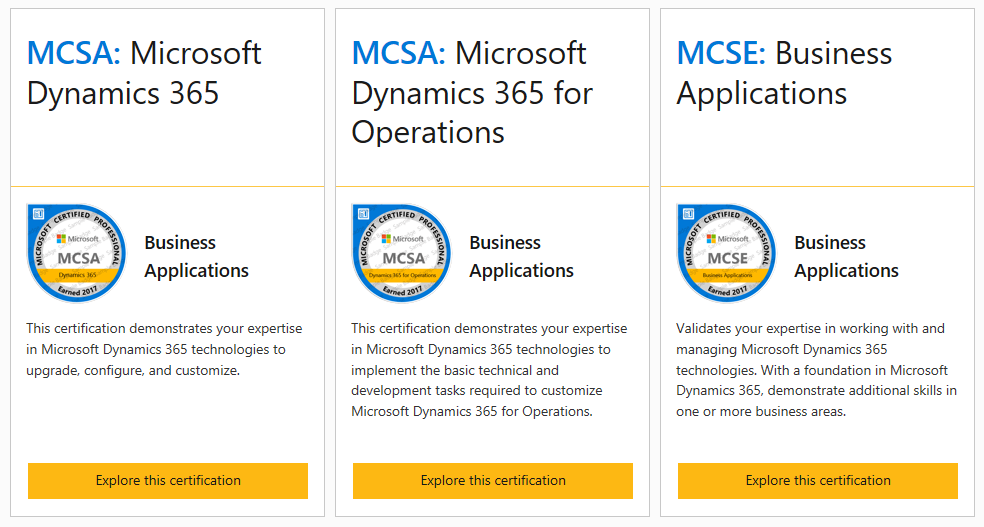 MCSA: Microsoft
Dynamics 365
MICROSOFT CERTIFIED PROFESSIONAL
Microsoft
MCSA
Dynamics 365
Earned 2017
Business
Applications
This certification demonstrates your expertise
in Microsoft Dynamics 365 technologies to
upgrade, configure, and customize.
Explore this certification
MCSA: Microsoft
Dynamics 365 for
Operations
MICROSOFT CERTIFIED PROFESSIONAL
Microsoft
MCSA
Dynamics 365 for Operations
Earned 2017
Business
Applications
This certification demonstrates your expertise
in Microsoft Dynamics 365 technologies to
implement the basic technical and
development tasks required to customize
Microsoft Dynamics 365 for Operations.
Explore this certification
MCSE: Business
Applications
MICROSOFT CERTIFIED PROFESSIONAL
Microsoft
MCSE
Business Applications
Earned 2017
Business
Applications
Validates your expertise in working with and
managing Microsoft Dynamics 365
technologies. With a foundation in Microsoft
Dynamics 365, demonstrate additional skills in
one or more business areas.
Explore this certification